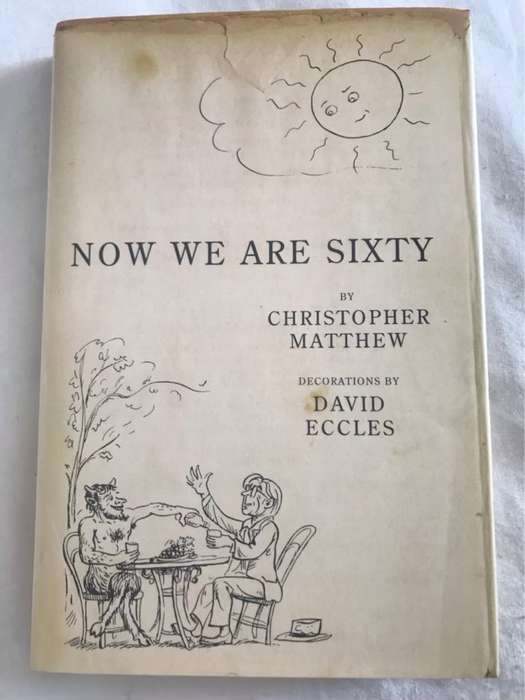 NOW WE ARE SIXTY
BY
CHRISTOPHER
MATTHEW
DECORATIONS BY
DAVID
ECCLES